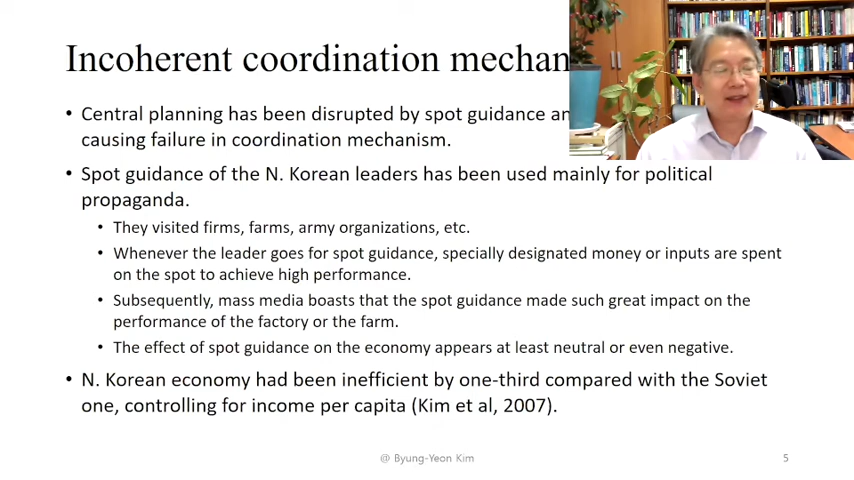 Incoherent coordination mechan
• Central planning has been disrupted by spot guidance an
causing failure in coordination mechanism.
• Spot guidance of the N. Korean leaders has been used mainly for political
propaganda.
• They visited firms, farms, army organizations, etc.
• Whenever the leader goes for spot guidance, specially designated money or inputs are spent
on the spot to achieve high performance.
• Subsequently, mass media boasts that the spot guidance made such great impact on the
performance of the factory or the farm.
• The effect of spot guidance on the economy appears at least neutral or even negative.
• N. Korean economy had been inefficient by one-third compared with the Soviet
one, controlling for income per capita (Kim et al, 2007).
@ Byung-Yeon Kim
5